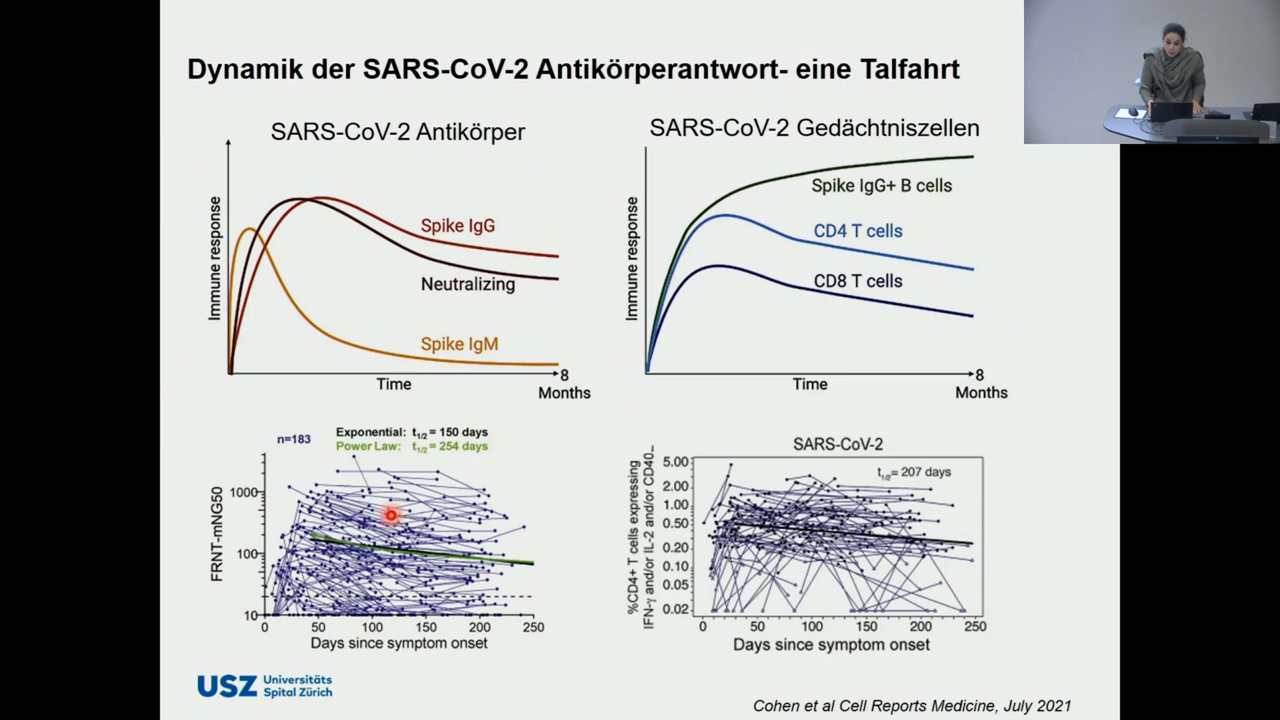 Dynamik der SARS-CoV-2 Antikörperantwort- eine Talfahrt
SARS-CoV-2 Antikörper
Immune response
Spike IgG
Neutralizing
Spike IgM
Time
8
Months
SARS-CoV-2 Gedächtniszellen
Immune response
Spike IgG+ B cells
CD4 T cells
CD8 T cells
Time
8
Months
n=183
Exponential: t1/2 = 150 days
Power Law: t1/2 = 254 days
FRNT-mNG50
1000
100
10
0 50 100 150 200 250
Days since symptom onset
SARS-CoV-2
t1/2= 207 days
%CD4+ T cells expressing
IFN-γ and/or IL-2 and/or CD40...
5.00
2.00
1.00
0.50
0.20
0.10
0.05
0.02
0 50 100 150 200 250
Days since symptom onset
USZ Universitäts
Spital Zürich
Cohen et al Cell Reports Medicine, July 2021